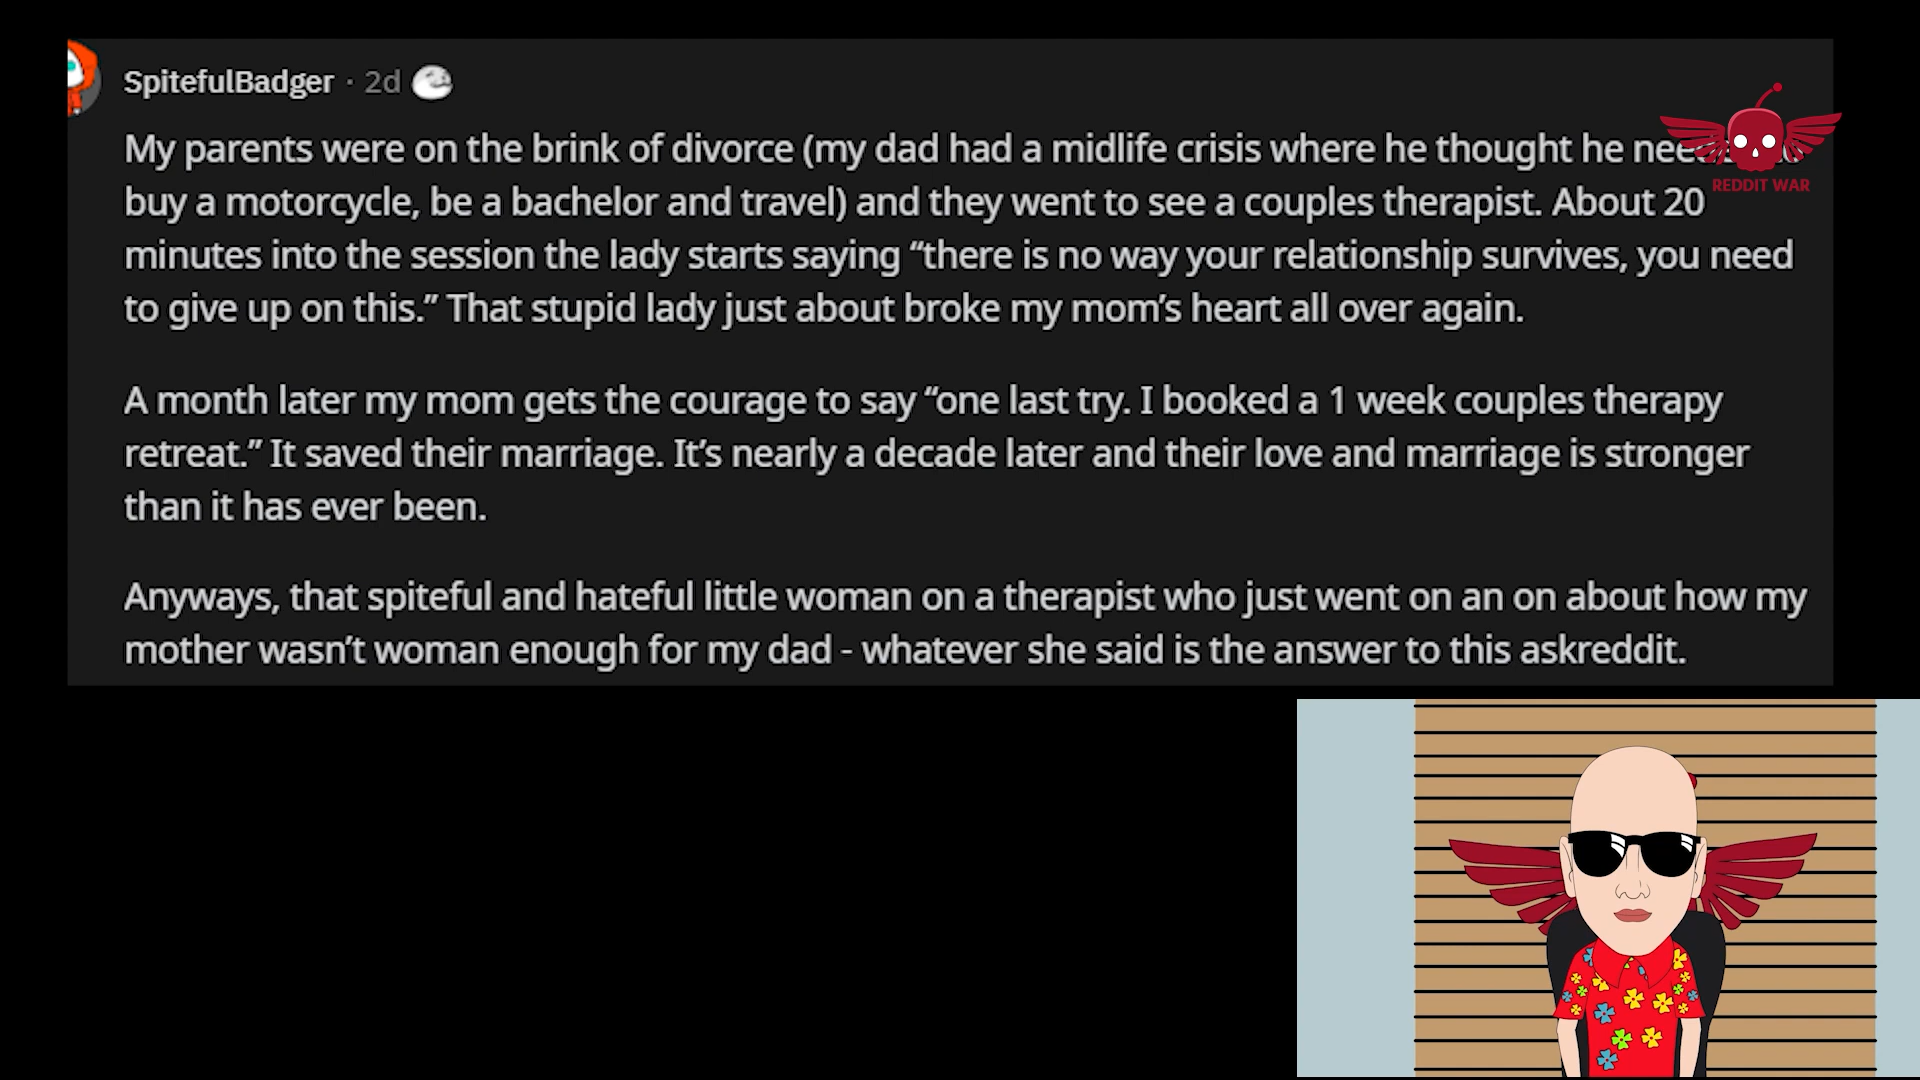 SpitefulBadger · 2d
My parents were on the brink of divorce (my dad had a midlife crisis where he thought he
buy a motorcycle, be a bachelor and travel) and they went to see a couples therapist. About 20
minutes into the session the lady starts saying “there is no way your relationship survives, you need
to give up on this.” That stupid lady just about broke my mom’s heart all over again.
A month later my mom gets the courage to say “one last try. I booked a 1 week couples therapy
retreat.” It saved their marriage. It’s nearly a decade later and their love and marriage is stronger
than it has ever been.
Anyways, that spiteful and hateful little woman on a therapist who just went on an on about how my
mother wasn’t woman enough for my dad - whatever she said is the answer to this askreddit.
REDDIT WAR